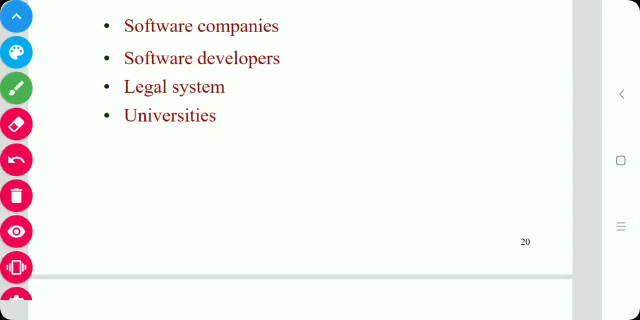 • Software companies
• Software developers
• Legal system
• Universities
20